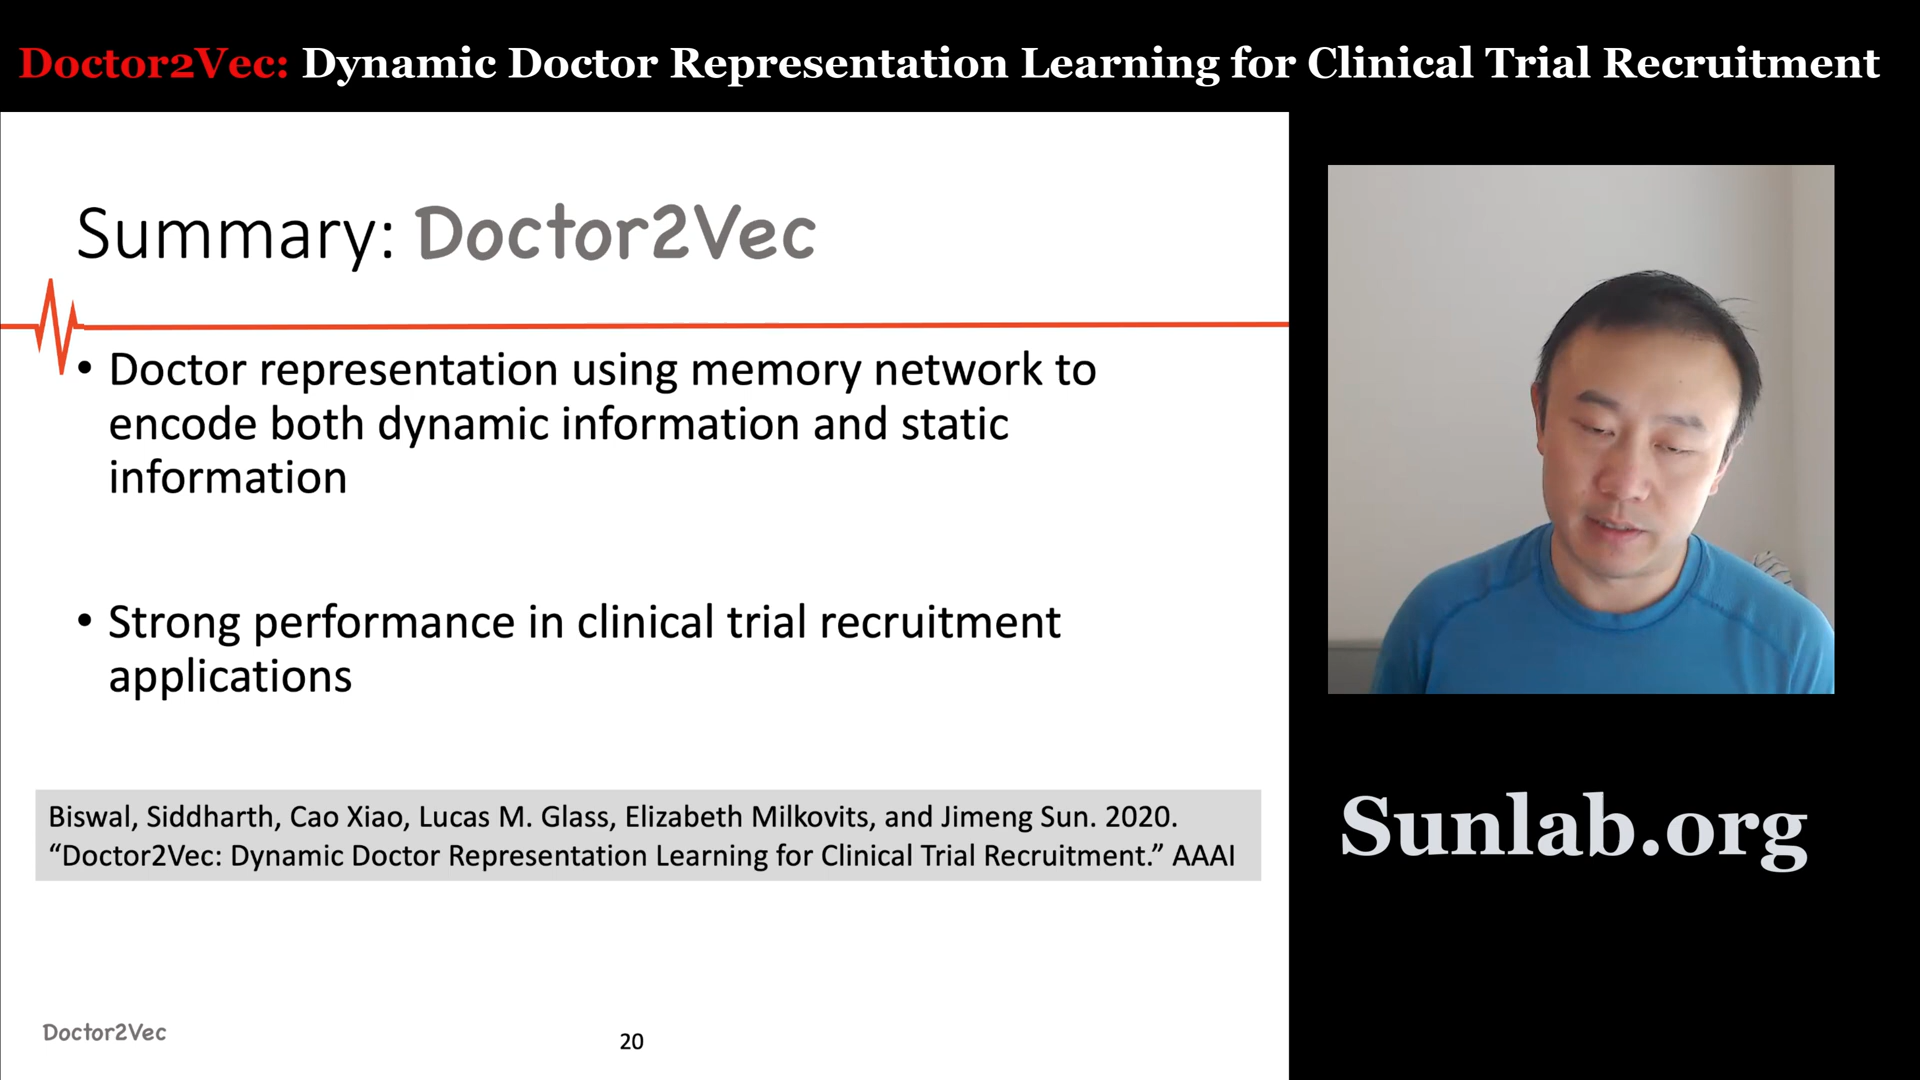 Doctor2Vec: Dynamic Doctor Representation Learning for Clinical Trial Recruitment
Summary: Doctor2Vec
• Doctor representation using memory network to
encode both dynamic information and static
information
• Strong performance in clinical trial recruitment
applications
Biswal, Siddharth, Cao Xiao, Lucas M. Glass, Elizabeth Milkovits, and Jimeng Sun. 2020.
“Doctor2Vec: Dynamic Doctor Representation Learning for Clinical Trial Recruitment.” AAAI
Doctor2Vec
20
Sunlab.org